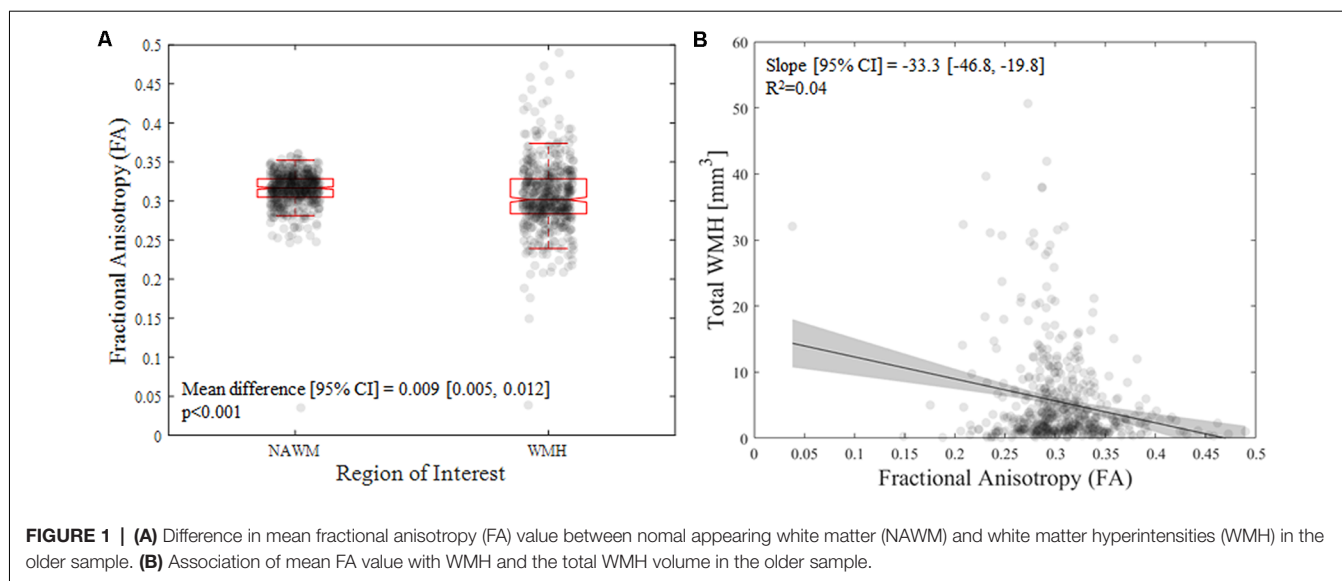 A
0.5
0.45
0.4
0.35
0.3
0.25
0.2
0.15
0.1
0.05
0
Fractional Anisotropy (FA)
Mean difference [95% CI] = 0.009 [0.005, 0.012]
p<0.001
NAWM WMH
Region of Interest
B
60
50
40
30
20
10
0
Total WMH [mm³]
Slope [95% CI] = -33.3 [-46.8, -19.8]
R²=0.04
0 0.05 0.1 0.15 0.2 0.25 0.3 0.35 0.4 0.45 0.5
Fractional Anisotropy (FA)
FIGURE 1 | (A) Difference in mean fractional anisotropy (FA) value between nomal appearing white matter (NAWM) and white matter hyperintensities (WMH) in the
older sample. (B) Association of mean FA value with WMH and the total WMH volume in the older sample.